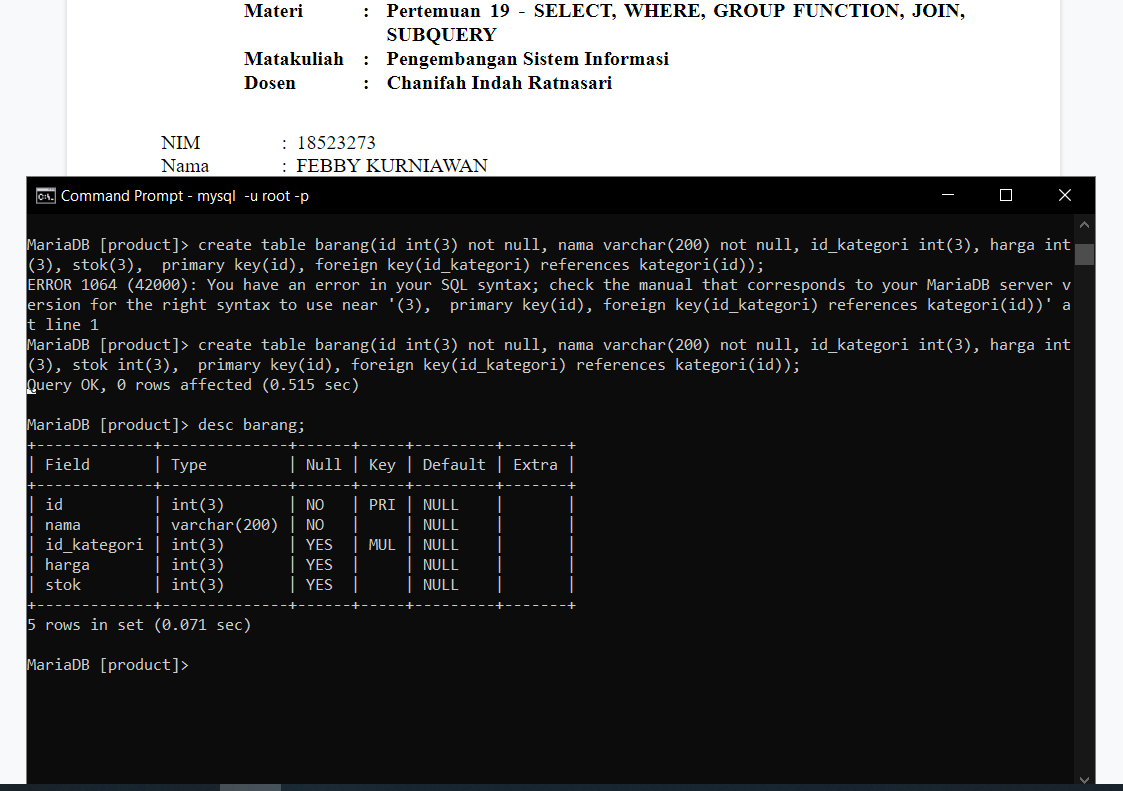 Materi : Pertemuan 19 - SELECT, WHERE, GROUP FUNCTION, JOIN,
SUBQUERY
Matakuliah : Pengembangan Sistem Informasi
Dosen : Chanifah Indah Ratnasari
NIM : 18523273
Nama : FEBBY KURNIAWAN
Command Prompt - mysql -u root -p
MariaDB [product]> create table barang(id int(3) not null, nama varchar(200) not null, id_kategori int(3), harga int
(3), stok(3),  primary key(id), foreign key(id_kategori) references kategori(id));
ERROR 1064 (42000): You have an error in your SQL syntax; check the manual that corresponds to your MariaDB server v
ersion for the right syntax to use near '(3),  primary key(id), foreign key(id_kategori) references kategori(id))' a
t line 1
MariaDB [product]> create table barang(id int(3) not null, nama varchar(200) not null, id_kategori int(3), harga int
(3), stok int(3),  primary key(id), foreign key(id_kategori) references kategori(id));
Query OK, 0 rows affected (0.515 sec)
MariaDB [product]> desc barang;
+-------------+--------------+------+-----+---------+-------+
| Field       | Type         | Null | Key | Default | Extra |
+-------------+--------------+------+-----+---------+-------+
| id          | int(3)       | NO   | PRI | NULL    |       |
| nama        | varchar(200) | NO   |     | NULL    |       |
| id_kategori | int(3)       | YES  | MUL | NULL    |       |
| harga       | int(3)       | YES  |     | NULL    |       |
| stok        | int(3)       | YES  |     | NULL    |       |
+-------------+--------------+------+-----+---------+-------+
5 rows in set (0.071 sec)
MariaDB [product]>